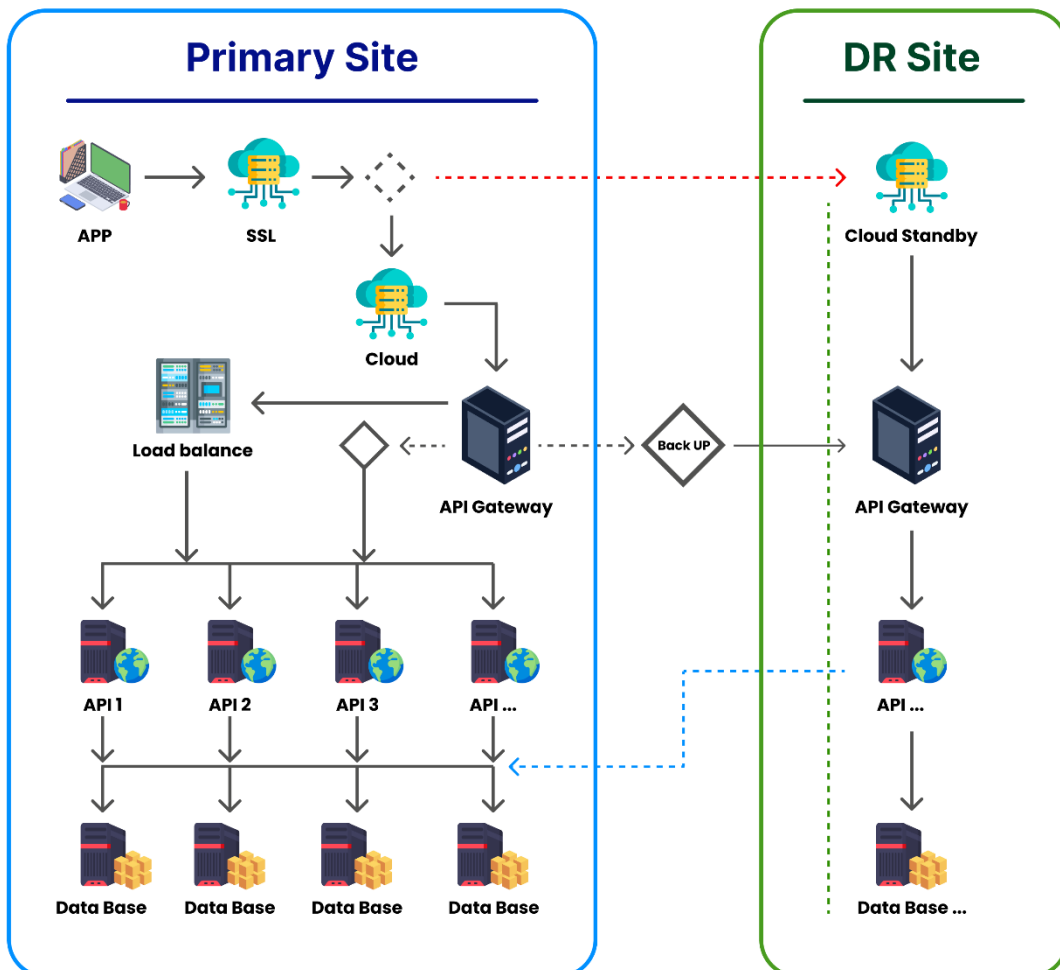 Primary Site
DR Site
APP
SSL
Cloud Standby
Cloud
Load balance
Back UP
API Gateway
API Gateway
API 1
API 2
API 3
API ...
API ...
Data Base
Data Base
Data Base
Data Base
Data Base ...